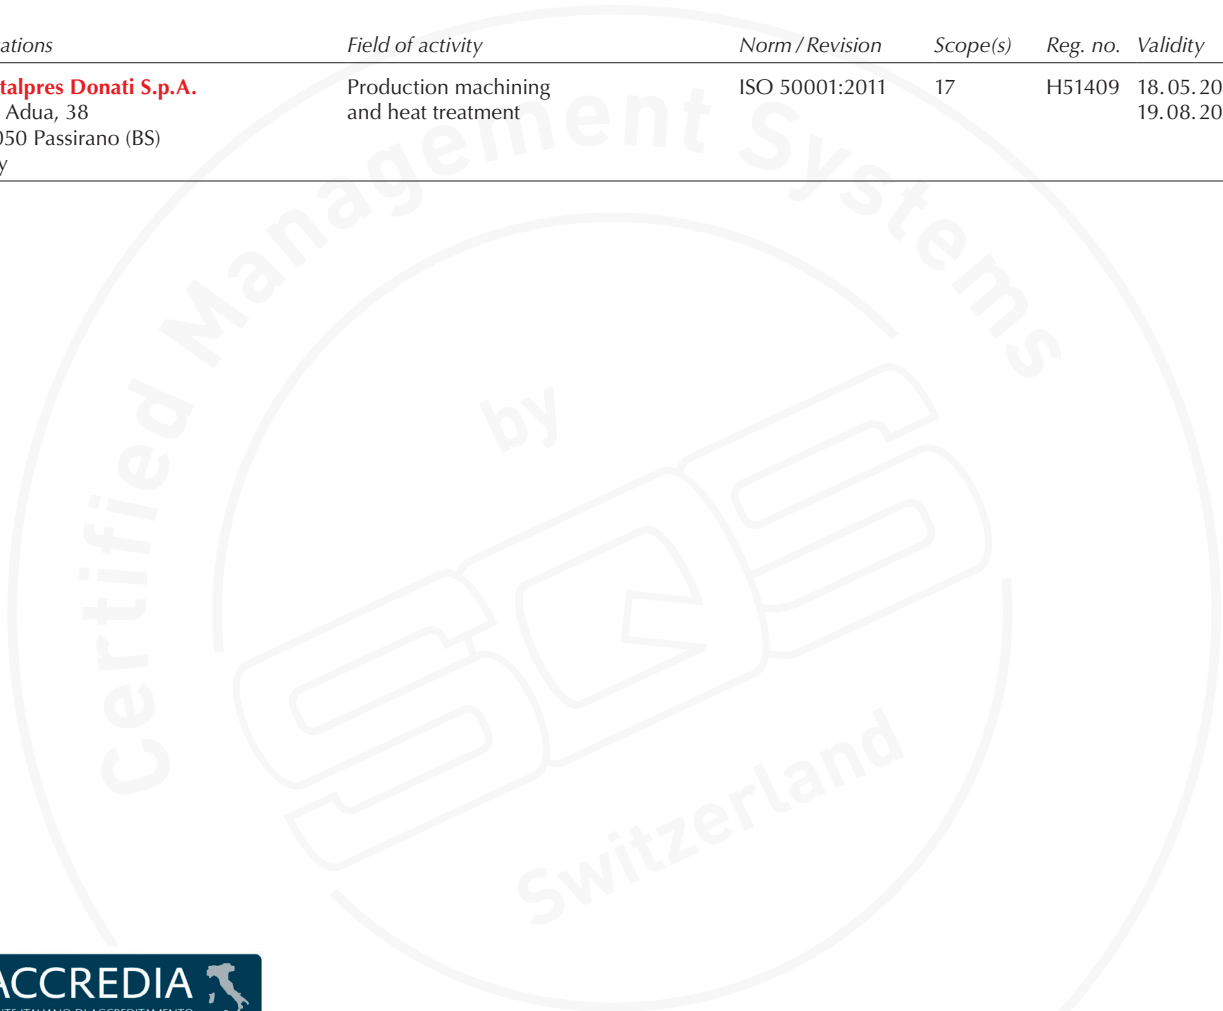 ations Field of activity Norm / Revision Scope(s) Reg. no. Validity
talpres Donati S.p.A. Production machining ISO 50001:2011 17 H51409 18.05.20
Adua, 38 and heat treatment 19.08.20
050 Passirano (BS)
y
Certified Management Systems
by
SQS
Switzerland
ACCREDIA